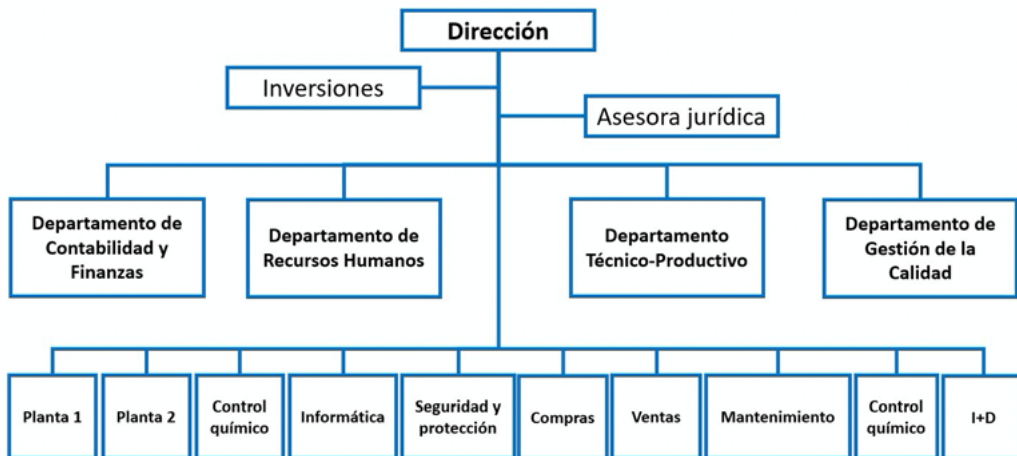 Dirección
Inversiones
Asesora jurídica
Departamento de
Contabilidad y
Finanzas
Departamento de
Recursos Humanos
Departamento
Técnico-Productivo
Departamento de
Gestión de la
Calidad
Planta 1
Planta 2
Control
químico
Informática
Seguridad y
protección
Compras
Ventas
Mantenimiento
Control
químico
I+D